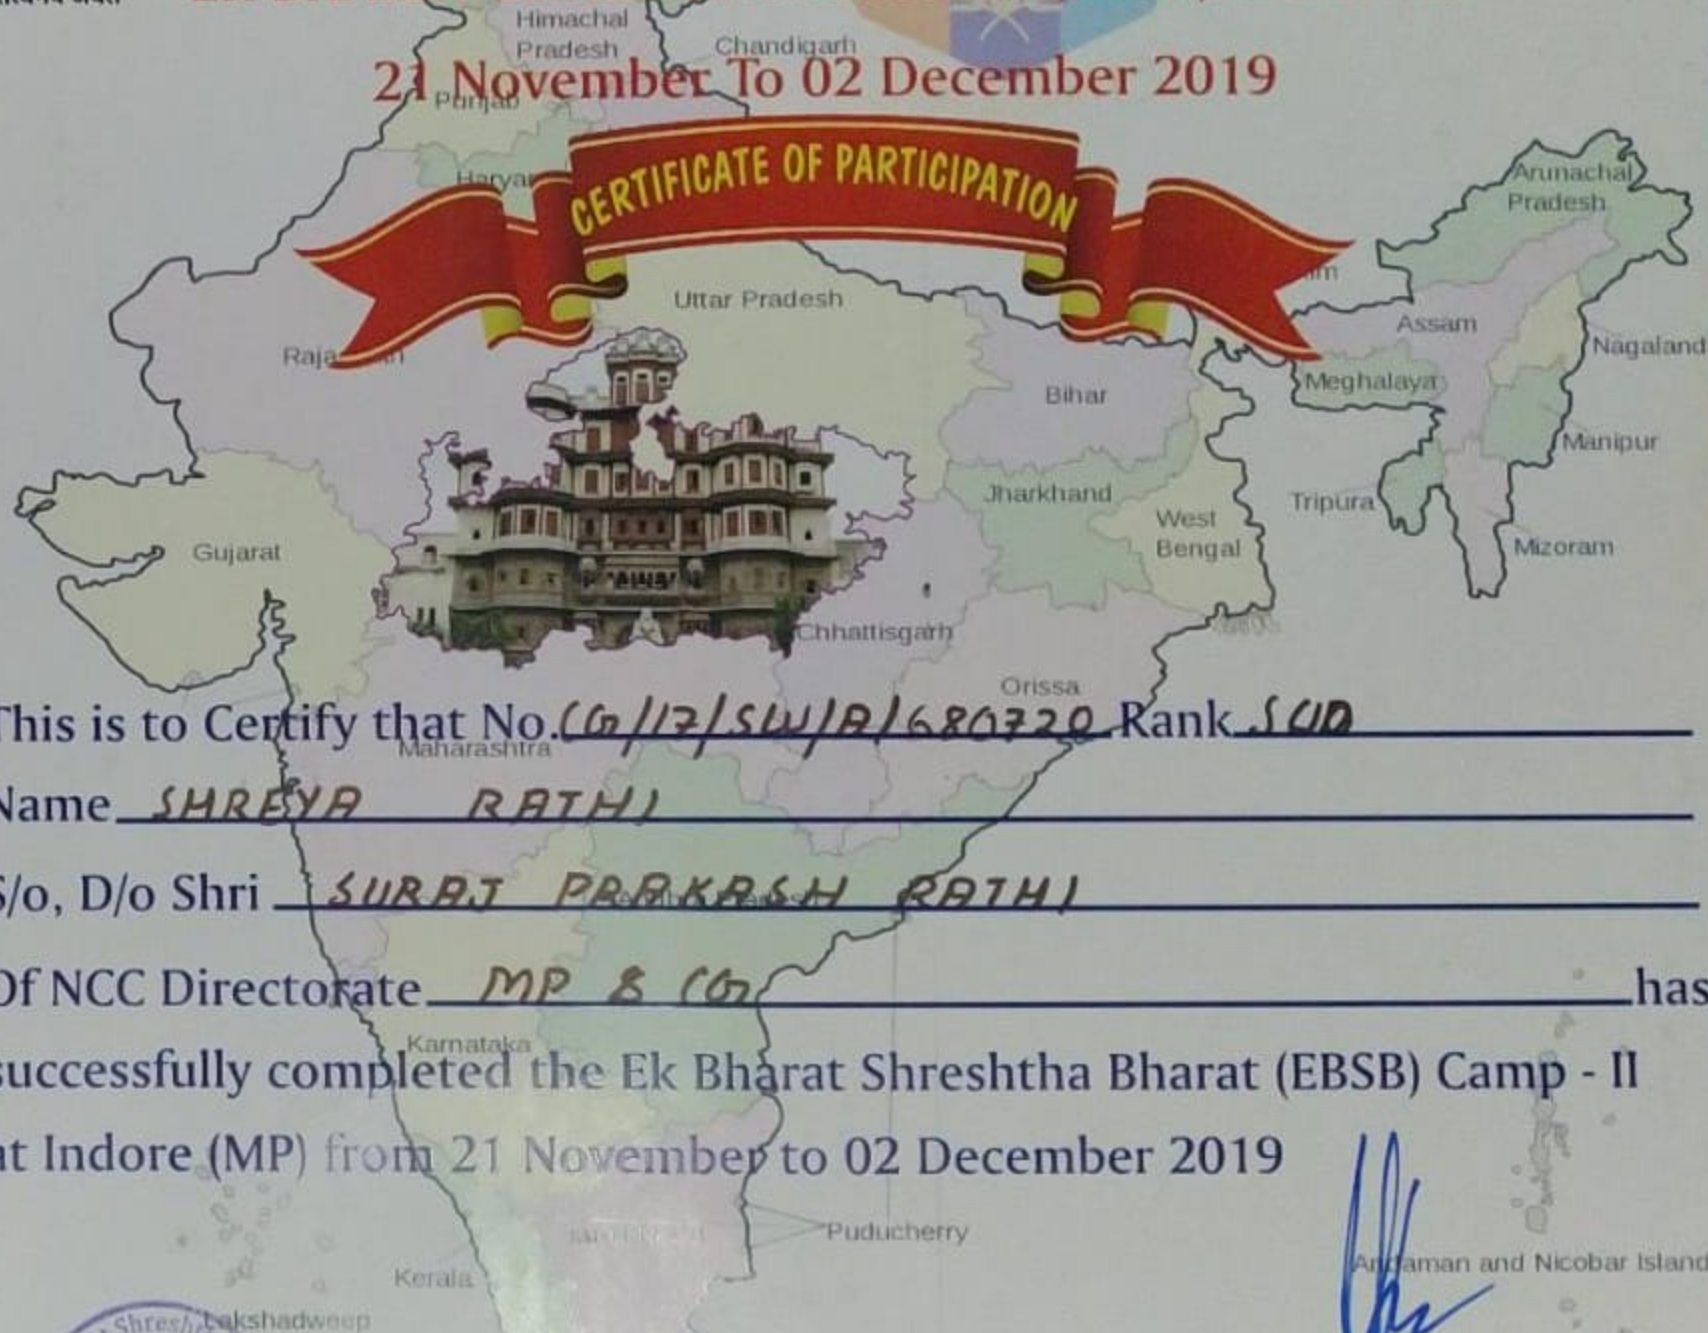 Himachal
Pradesh
Chandigarh
21 November To 02 December 2019
Punjab
CERTIFICATE OF PARTICIPATION
Arunachal
Pradesh
Uttar Pradesh
Assam
Nagaland
Bihar
Meghalaya
Manipur
Jharkhand
Tripura
West
Bengal
Gujarat
Mizoram
Chhattisgarh
Orissa
This is to Certify that No. CG/17/SW/A/680720 Rank SUO
Maharashtra
Name SHREYA RATHI
S/o, D/o Shri SURAJ PRAKASH RATHI
Of NCC Directorate MP & CG has
Karnataka
successfully completed the Ek Bharat Shreshtha Bharat (EBSB) Camp - II
at Indore (MP) from 21 November to 02 December 2019
Puducherry
Andaman and Nicobar Island
Kerala
Lakshadweep